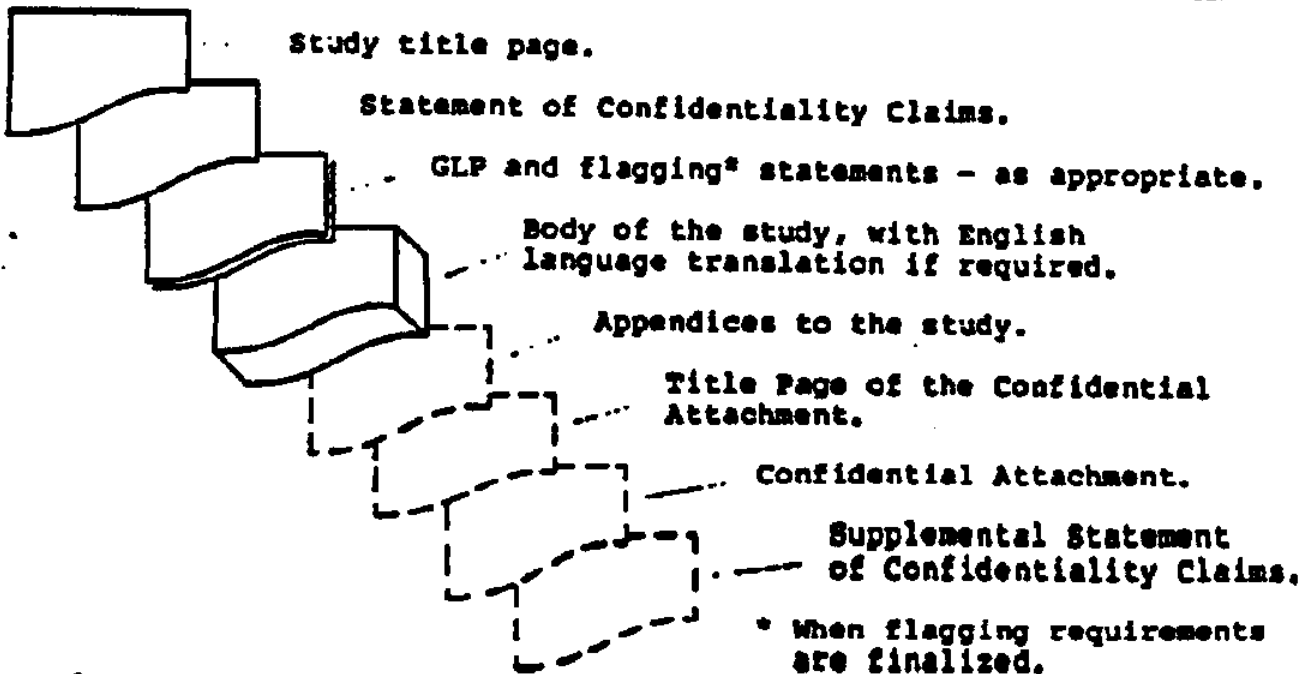 Study title page.
Statement of Confidentiality Claims.
GLP and flagging* statements - as appropriate.
Body of the study, with English
language translation if required.
Appendices to the study.
Title Page of the Confidential
Attachment.
Confidential Attachment.
Supplemental Statement
of Confidentiality Claims.
* When flagging requirements
are finalized.